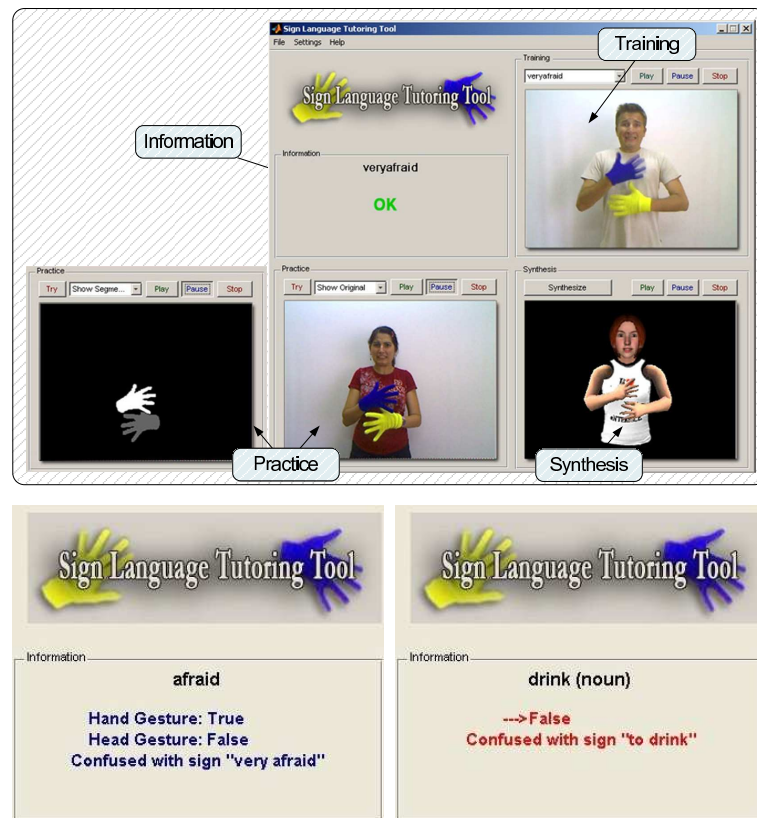 Sign Language Tutoring Tool
File Settings Help
Training
Training
veryafraid Play Pause Stop
Sign Language Tutoring Tool
Information
Information
veryafraid
OK
Practice
Try Show Segme... Play Pause Stop
Practice
Try Show Original Play Pause Stop
Synthesis
Synthesize Play Pause Stop
Practice
Synthesis
Sign Language Tutoring Tool
Information
afraid
Hand Gesture: True
Head Gesture: False
Confused with sign "very afraid"
Sign Language Tutoring Tool
Information
drink (noun)
--->False
Confused with sign "to drink"